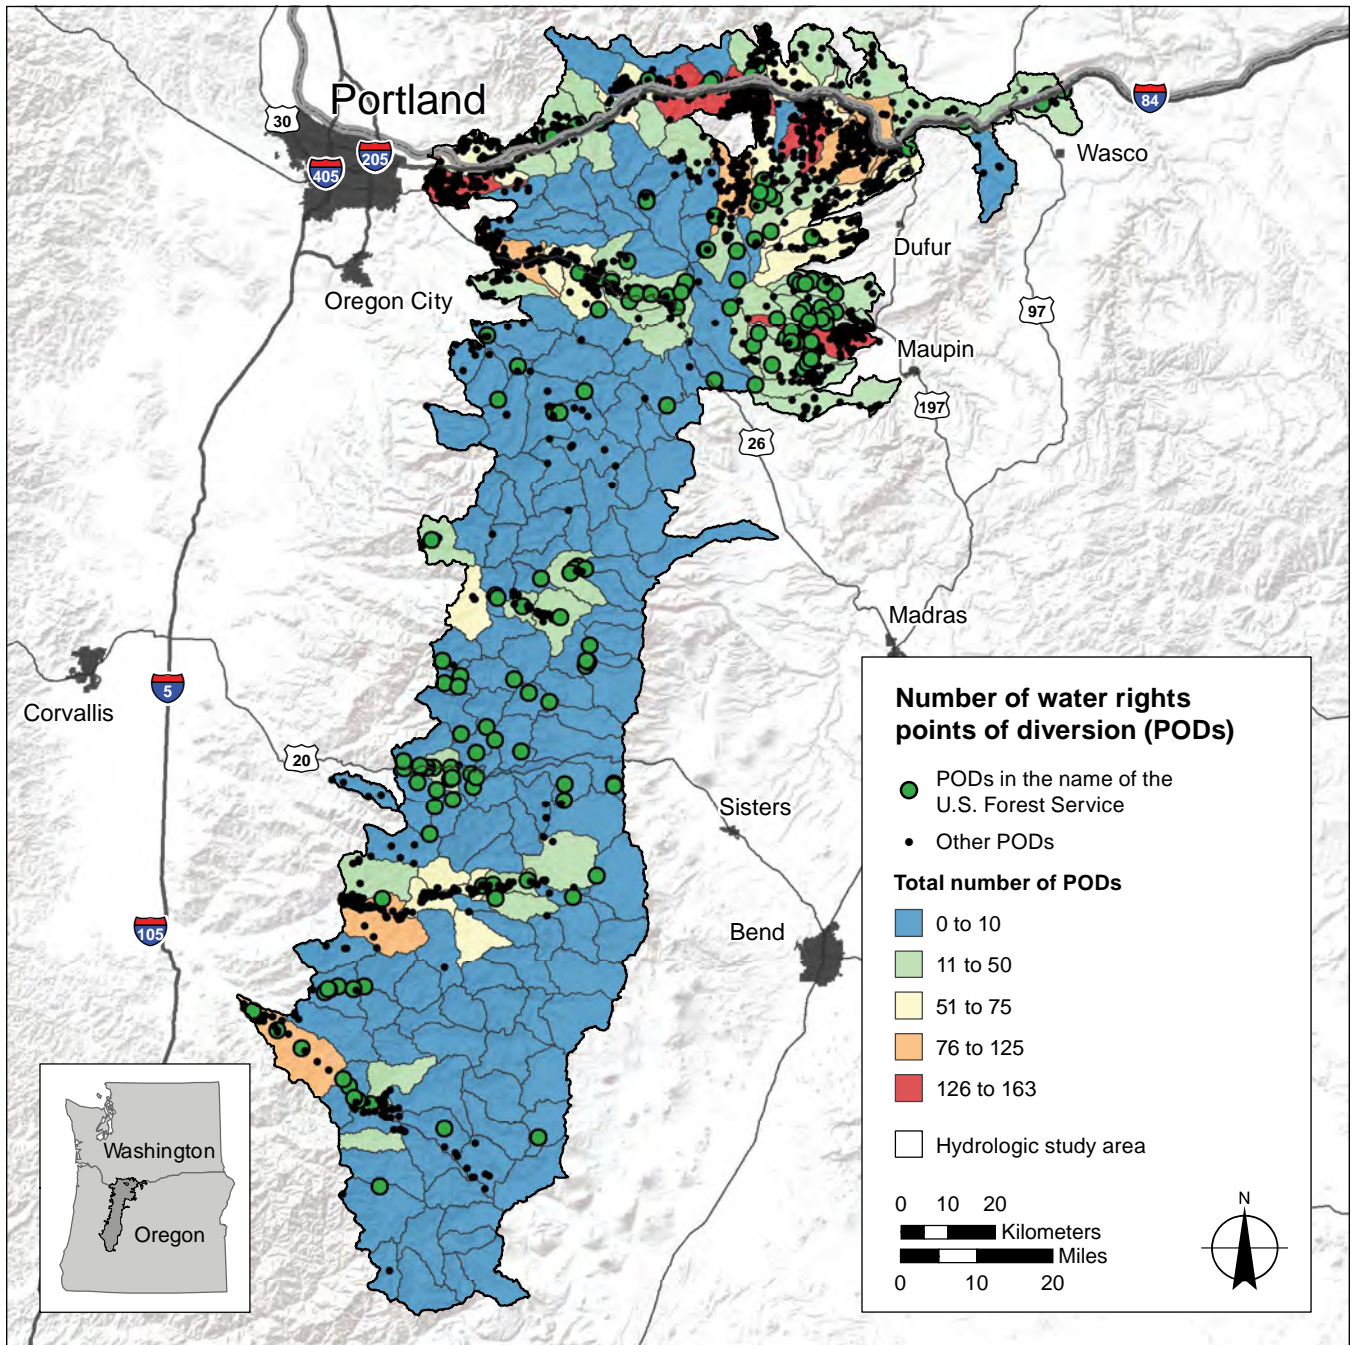 Portland
30
405
205
84
Wasco
Oregon City
Dufur
97
Maupin
197
26
Madras
Corvallis
5
20
Sisters
105
Bend
Number of water rights
points of diversion (PODs)
PODs in the name of the
U.S. Forest Service
Other PODs
Total number of PODs
0 to 10
11 to 50
51 to 75
76 to 125
126 to 163
Hydrologic study area
0 10 20
Kilometers
Miles
0 10 20
N
Washington
Oregon